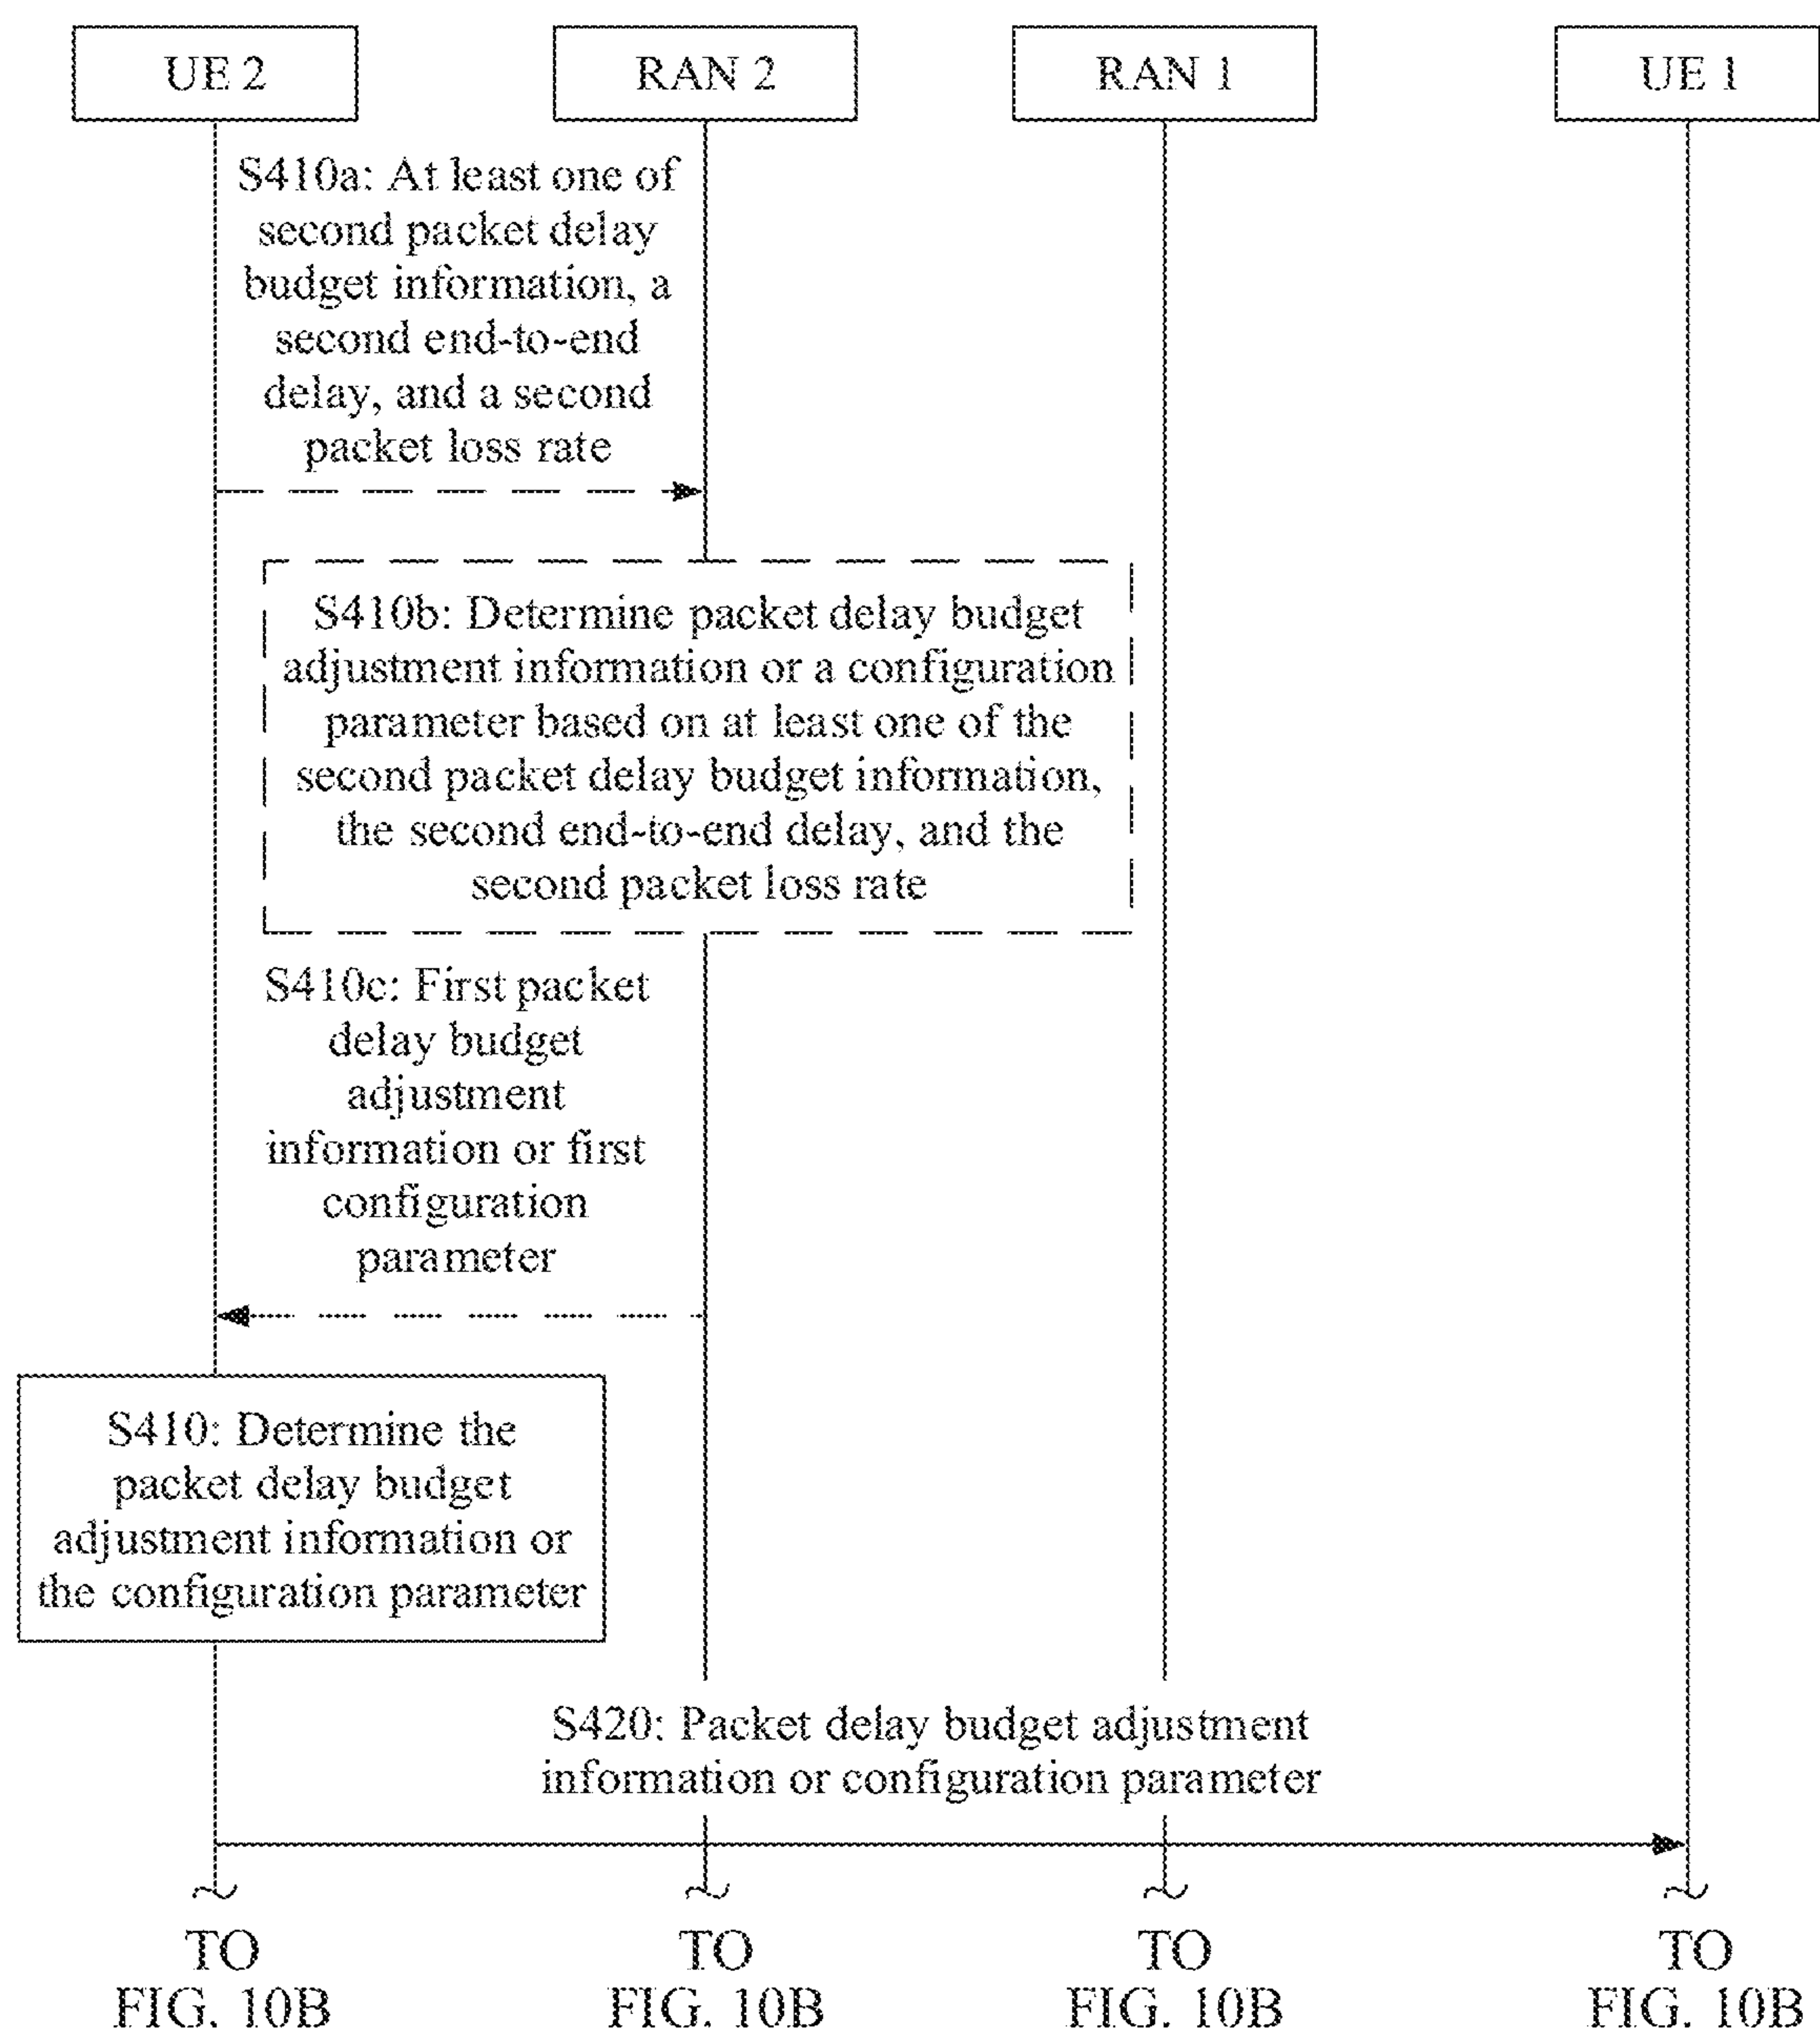 UE 2
RAN 2
RAN 1
UE 1
S410a: At least one of
second packet delay
budget information, a
second end-to-end
delay, and a second
packet loss rate
S410b: Determine packet delay budget
adjustment information or a configuration
parameter based on at least one of the
second packet delay budget information,
the second end-to-end delay, and the
second packet loss rate
S410c: First packet
delay budget
adjustment
information or first
configuration
parameter
S410: Determine the
packet delay budget
adjustment information or
the configuration parameter
S420: Packet delay budget adjustment
information or configuration parameter
TO
FIG. 10B
TO
FIG. 10B
TO
FIG. 10B
TO
FIG. 10B